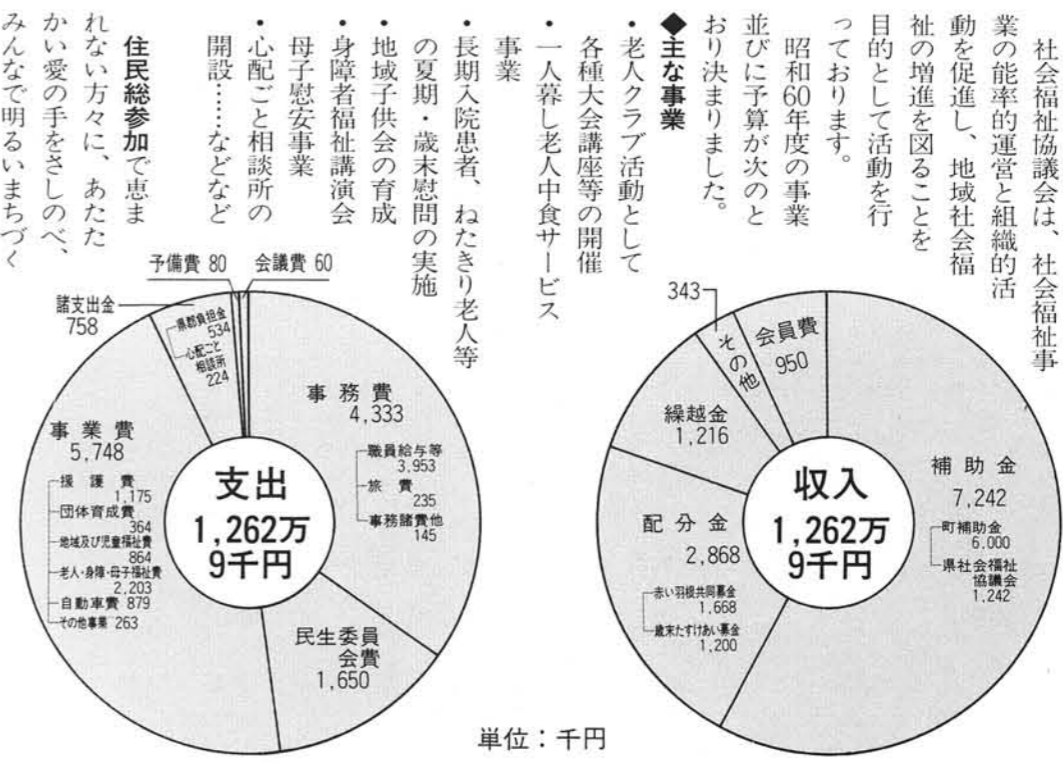 社会福祉協議会は、社会福祉事
業の能率的運営と組織的活
動を促進し、地域社会福
祉の増進を図ることを
目的として活動を行
っております。
昭和60年度の事業
並びに予算が次のと
おり決まりました。
◆主な事業
・老人クラブ活動として
各種大会講座等の開催
・一人暮し老人中食サービス
事業
・長期入院患者、ねたきり老人等
の夏期・歳末慰問の実施
・地域子供会の育成
・身障者福祉講演会
母子慰安事業
・心配ごと相談所の
開設……などなど
住民総参加で恵ま
れない方々に、あたた
かい愛の手をさしのべ、
みんなで明るいまちづく
収入
1,262万
9千円
補助金
7,242
町補助金
6,000
県社会福祉
協議会
1,242
配分金
2,868
赤い羽根共同募金
1,668
歳末たすけあい募金
1,200
繰越金
1,216
その他
343
会員費
950
支出
1,262万
9千円
事務費
4,333
職員給与等
3,953
旅費
235
事務諸費他
145
民生委員
会費
1,650
事業費
5,748
援護費
1,175
団体育成費
364
地域及び児童福祉費
864
老人・身障・母子福祉費
2,203
自動車費 879
その他事業 263
諸支出金
758
県郡負担金
534
心配ごと
相談所
224
予備費 80
会議費 60
単位：千円